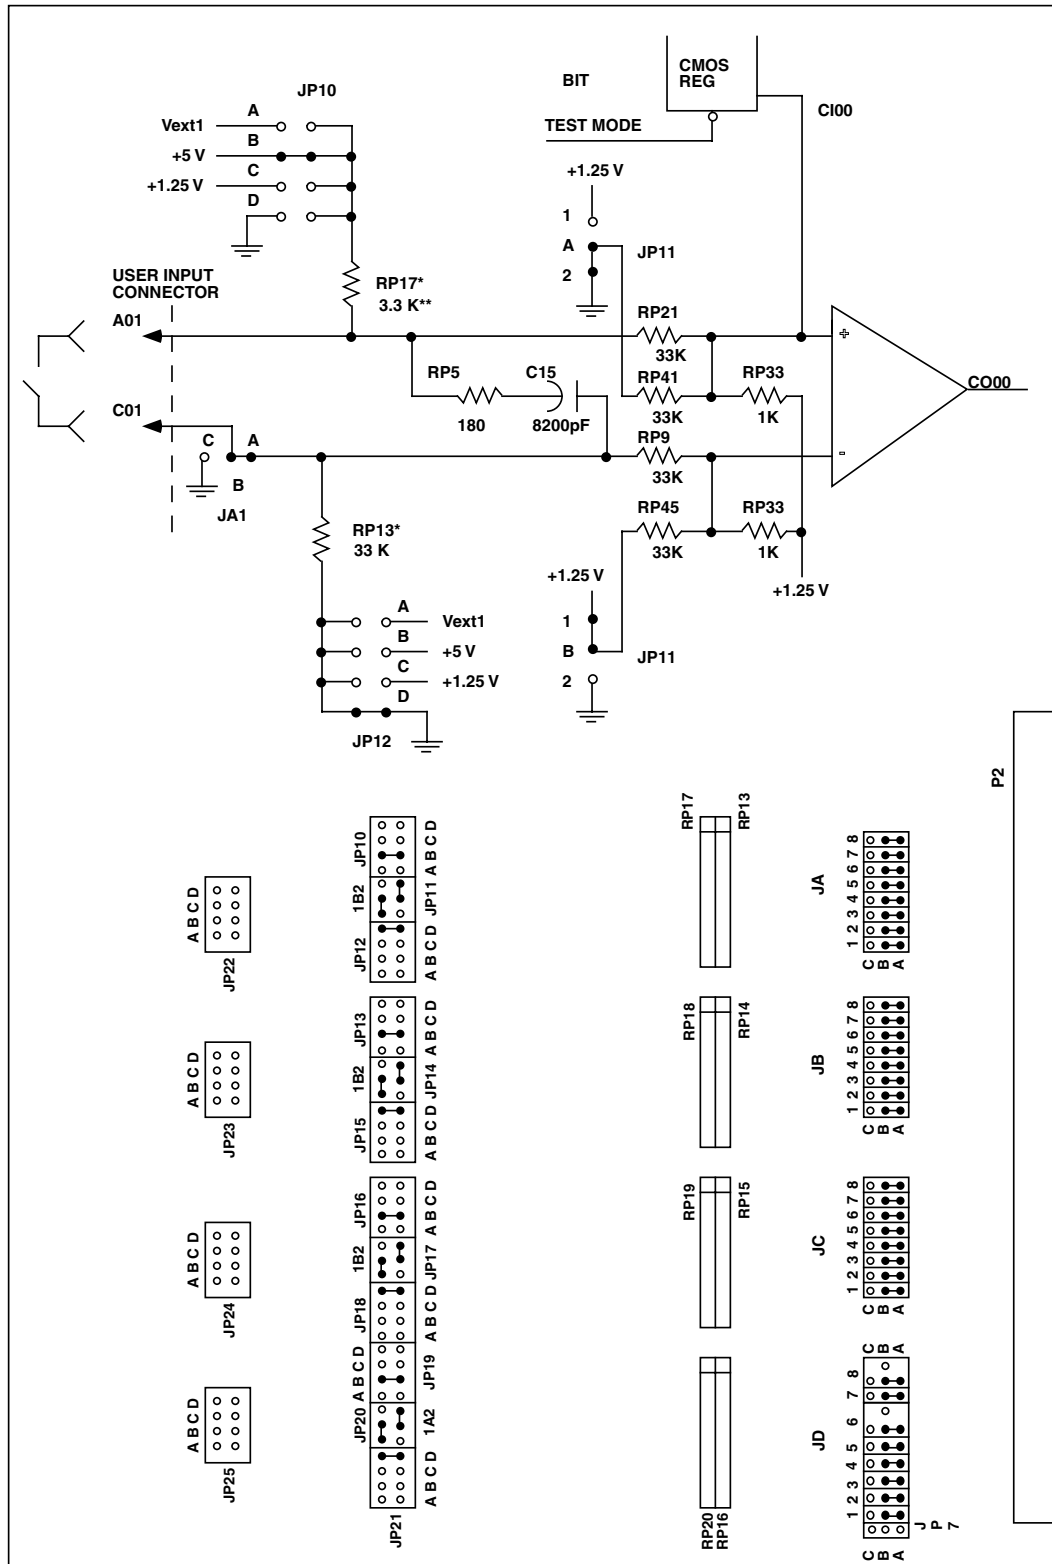 JP10
A
Vext1
B
+5 V
C
+1.25 V
D
BIT
CMOS
REG
CI00
TEST MODE
+1.25 V
1
A
JP11
2
USER INPUT
CONNECTOR
RP17*
3.3 K**
A01
RP21
33K
RP5
C15
RP41
RP33
CO00
180
8200pF
33K
1K
C01
RP9
C
A
33K
B
JA1
RP13*
33 K
RP45
RP33
33K
1K
+1.25 V
+1.25 V
A
Vext1
B
+5 V
C
+1.25 V
D
JP12
1
B
JP11
2
P2
JP10
A B C D
1B2
JP11
JP12
A B C D
A B C D
JP22
RP17
RP13
JA
1 2 3 4 5 6 7 8
C B A
JP13
A B C D
1B2
JP14
JP15
A B C D
A B C D
JP23
RP18
RP14
JB
1 2 3 4 5 6 7 8
C B A
JP16
A B C D
1B2
JP17
JP18
A B C D
A B C D
JP24
RP19
RP15
JC
1 2 3 4 5 6 7 8
C B A
A B C D
JP19
JP20
1A2
A B C D
JP21
A B C D
JP25
RP20
RP16
C B A
JD
1 2 3 4 5 6 7 8
J
P
7
C B A